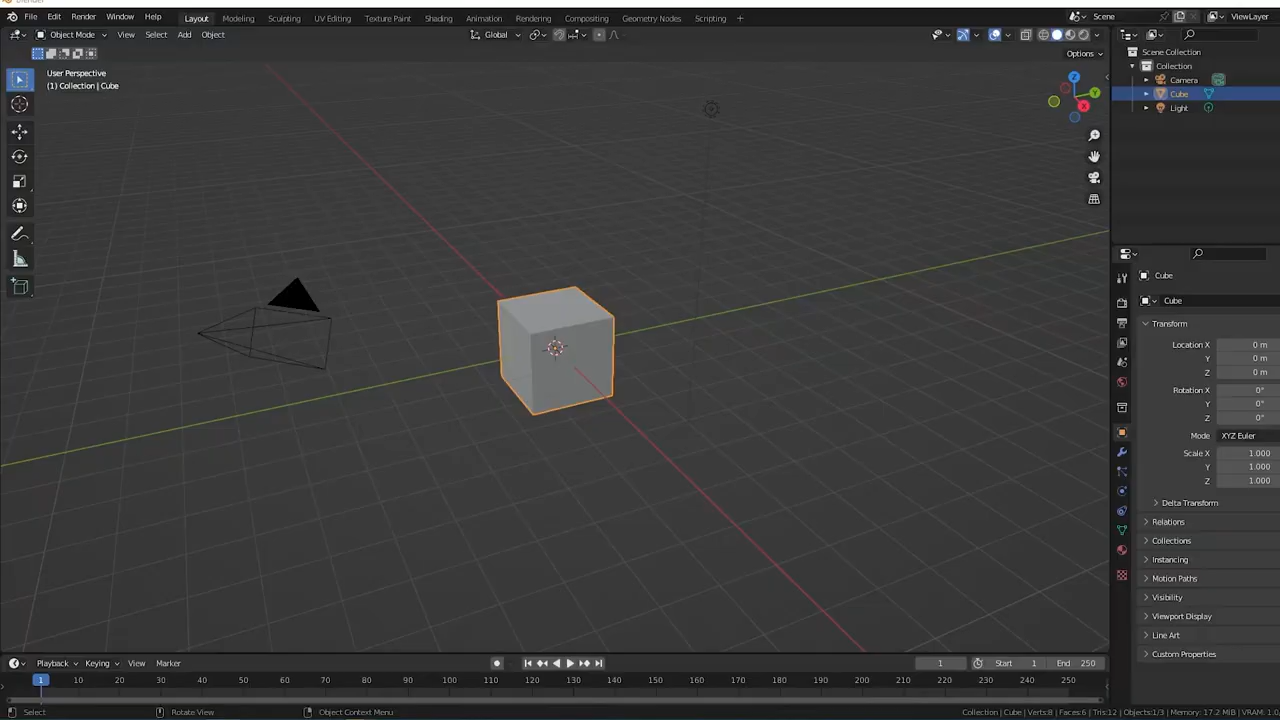 File Edit Render Window Help Layout Modeling Sculpting UV Editing Texture Paint Shading Animation Rendering Compositing Geometry Nodes Scripting + Scene ViewLayer
Object Mode View Select Add Object Global
Options
User Perspective
(1) Collection | Cube
Z
Y
X
Scene Collection
Collection
Camera
Cube
Light
Cube
Cube
Transform
Location X 0 m
Y 0 m
Z 0 m
Rotation X 0°
Y 0°
Z 0°
Mode XYZ Euler
Scale X 1.000
Y 1.000
Z 1.000
Delta Transform
Relations
Collections
Instancing
Motion Paths
Visibility
Viewport Display
Line Art
Custom Properties
Playback Keying View Marker 1 Start 1 End 250
1 10 20 30 40 50 60 70 80 90 100 110 120 130 140 150 160 170 180 190 200 210 220 230 240 250
Select Rotate View Object Context Menu Collection | Cube | Verts:8 | Faces:6 | Tris:12 | Objects:1/3 | Memory: 17.2 MiB | VRAM: 1.0